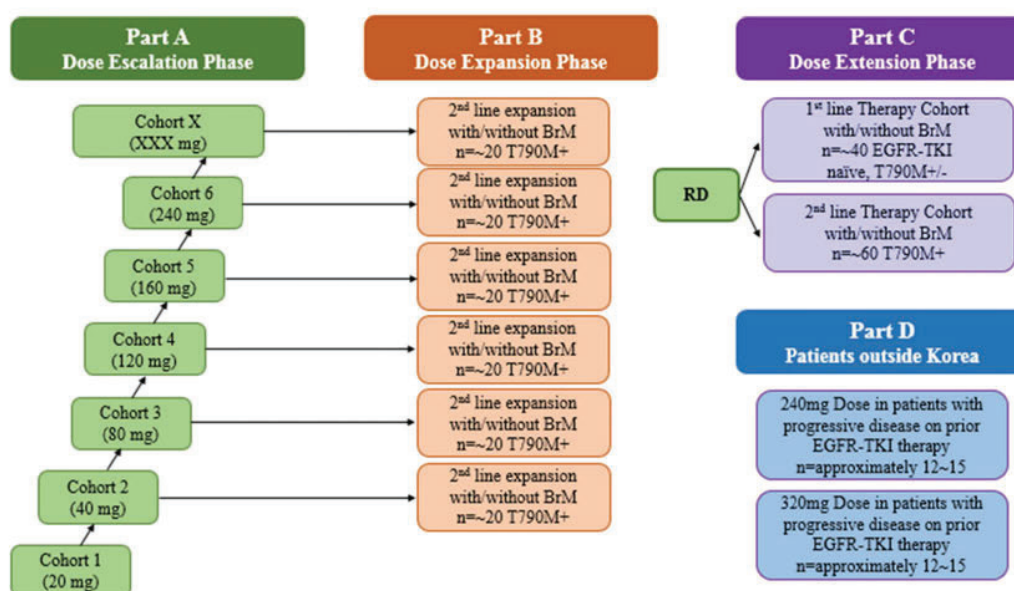 Part A
Dose Escalation Phase
Cohort X
(XXX mg)
Cohort 6
(240 mg)
Cohort 5
(160 mg)
Cohort 4
(120 mg)
Cohort 3
(80 mg)
Cohort 2
(40 mg)
Cohort 1
(20 mg)
Part B
Dose Expansion Phase
2nd line expansion
with/without BrM
n=~20 T790M+
2nd line expansion
with/without BrM
n=~20 T790M+
2nd line expansion
with/without BrM
n=~20 T790M+
2nd line expansion
with/without BrM
n=~20 T790M+
2nd line expansion
with/without BrM
n=~20 T790M+
2nd line expansion
with/without BrM
n=~20 T790M+
Part C
Dose Extension Phase
RD
1st line Therapy Cohort
with/without BrM
n=~40 EGFR-TKI
naïve, T790M+/-
2nd line Therapy Cohort
with/without BrM
n=~60 T790M+
Part D
Patients outside Korea
240mg Dose in patients with
progressive disease on prior
EGFR-TKI therapy
n=approximately 12~15
320mg Dose in patients with
progressive disease on prior
EGFR-TKI therapy
n=approximately 12~15